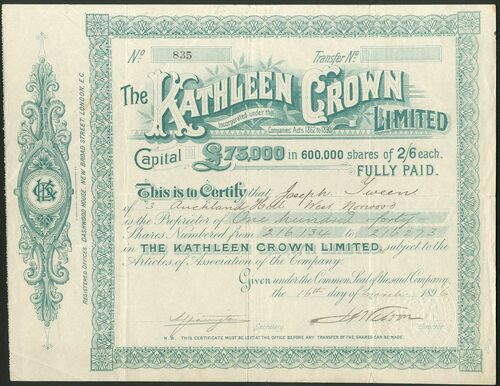 No 835 Transfer No
The KATHLEEN CROWN LIMITED
Incorporated under the
Companies' Acts 1862 to 1890
Capital £75,000 in 600,000 shares of 2/6 each.
FULLY PAID.
This is to Certify that Joseph Tween
of 3 Auckland Hill West Norwood
is the Proprietor of One hundred forty
Shares Numbered from 216134 to 216273
in THE KATHLEEN CROWN LIMITED, subject to the
Articles of Association of the Company.
Given under the Common Seal of the said Company,
the 16th day of March 1896
Secretary Director
N.B. THIS CERTIFICATE MUST BE LEFT AT THE OFFICE BEFORE ANY TRANSFER OF THE SHARES CAN BE MADE.
REGISTERED OFFICE: DASHWOOD HOUSE, NEW BROAD STREET, LONDON, E.C.